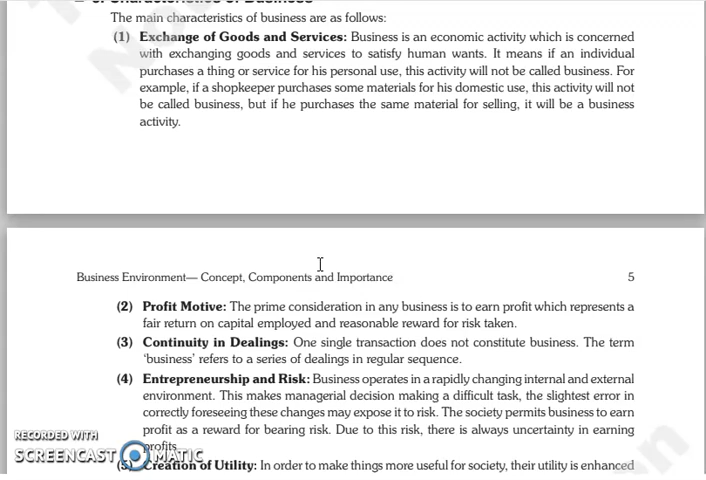 3. Characteristics of Business
The main characteristics of business are as follows:
(1) Exchange of Goods and Services: Business is an economic activity which is concerned
with exchanging goods and services to satisfy human wants. It means if an individual
purchases a thing or service for his personal use, this activity will not be called business. For
example, if a shopkeeper purchases some materials for his domestic use, this activity will not
be called business, but if he purchases the same material for selling, it will be a business
activity.
Business Environment— Concept, Components and Importance 5
(2) Profit Motive: The prime consideration in any business is to earn profit which represents a
fair return on capital employed and reasonable reward for risk taken.
(3) Continuity in Dealings: One single transaction does not constitute business. The term
‘business’ refers to a series of dealings in regular sequence.
(4) Entrepreneurship and Risk: Business operates in a rapidly changing internal and external
environment. This makes managerial decision making a difficult task, the slightest error in
correctly foreseeing these changes may expose it to risk. The society permits business to earn
profit as a reward for bearing risk. Due to this risk, there is always uncertainty in earning
profits.
(5) Creation of Utility: In order to make things more useful for society, their utility is enhanced
RECORDED WITH
SCREENCAST MATIC